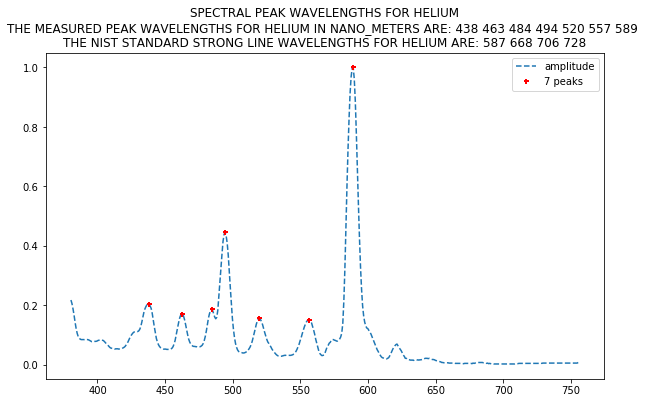 SPECTRAL PEAK WAVELENGTHS FOR HELIUM
THE MEASURED PEAK WAVELENGTHS FOR HELIUM IN NANO_METERS ARE: 438 463 484 494 520 557 589
THE NIST STANDARD STRONG LINE WAVELENGTHS FOR HELIUM ARE: 587 668 706 728
amplitude
7 peaks
1.0
0.8
0.6
0.4
0.2
0.0
400 450 500 550 600 650 700 750